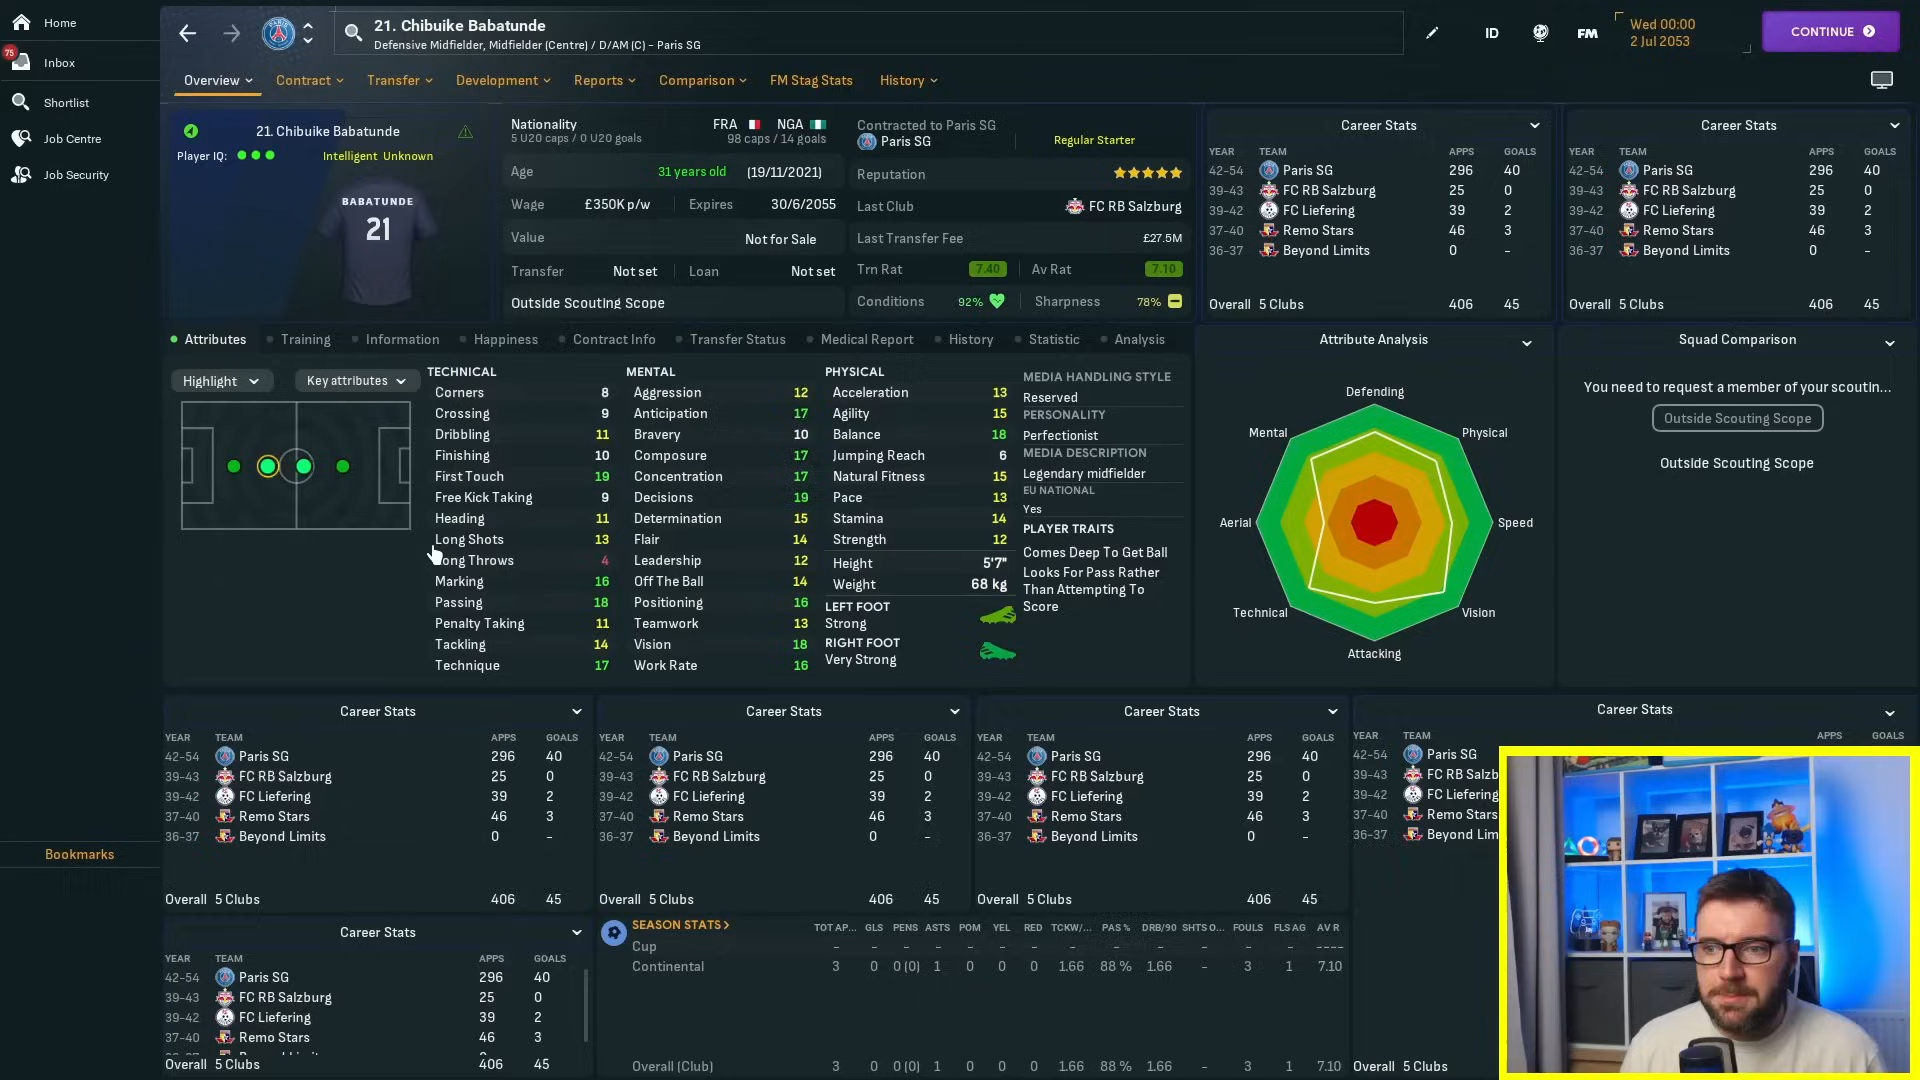 Home
75
Inbox
Shortlist
Job Centre
Job Security
Bookmarks
21. Chibuike Babatunde
Defensive Midfielder, Midfielder (Centre) / D/AM (C) - Paris SG
ID
FM
Wed 00:00
2 Jul 2053
CONTINUE
Overview Contract Transfer Development Reports Comparison FM Stag Stats History
21. Chibuike Babatunde
Player IQ: Intelligent Unknown
BABATUNDE
21
Nationality FRA NGA
5 U20 caps / 0 U20 goals 98 caps / 14 goals
Age 31 years old (19/11/2021)
Wage £350K p/w Expires 30/6/2055
Value Not for Sale
Transfer Not set Loan Not set
Outside Scouting Scope
Contracted to Paris SG
Paris SG Regular Starter
Reputation
Last Club FC RB Salzburg
Last Transfer Fee £27.5M
Trn Rat 7.40 Av Rat 7.10
Conditions 92% Sharpness 78%
Career Stats
YEAR TEAM APPS GOALS
42-54 Paris SG 296 40
39-43 FC RB Salzburg 25 0
39-42 FC Liefering 39 2
37-40 Remo Stars 46 3
36-37 Beyond Limits 0 -
Overall 5 Clubs 406 45
Career Stats
YEAR TEAM APPS GOALS
42-54 Paris SG 296 40
39-43 FC RB Salzburg 25 0
39-42 FC Liefering 39 2
37-40 Remo Stars 46 3
36-37 Beyond Limits 0 -
Overall 5 Clubs 406 45
Attributes Training Information Happiness Contract Info Transfer Status Medical Report History Statistic Analysis
Highlight Key attributes
TECHNICAL
Corners 8
Crossing 9
Dribbling 11
Finishing 10
First Touch 19
Free Kick Taking 9
Heading 11
Long Shots 13
Long Throws 4
Marking 16
Passing 18
Penalty Taking 11
Tackling 14
Technique 17
MENTAL
Aggression 12
Anticipation 17
Bravery 10
Composure 17
Concentration 17
Decisions 19
Determination 15
Flair 14
Leadership 12
Off The Ball 14
Positioning 16
Teamwork 13
Vision 18
Work Rate 16
PHYSICAL
Acceleration 13
Agility 15
Balance 18
Jumping Reach 6
Natural Fitness 15
Pace 13
Stamina 14
Strength 12
Height 5'7"
Weight 68 kg
LEFT FOOT
Strong
RIGHT FOOT
Very Strong
MEDIA HANDLING STYLE
Reserved
PERSONALITY
Perfectionist
MEDIA DESCRIPTION
Legendary midfielder
EU NATIONAL
Yes
PLAYER TRAITS
Comes Deep To Get Ball
Looks For Pass Rather
Than Attempting To
Score
Attribute Analysis
Defending
Mental Physical
Aerial Speed
Technical Vision
Attacking
Squad Comparison
You need to request a member of your scoutin...
Outside Scouting Scope
Outside Scouting Scope
Career Stats
YEAR TEAM APPS GOALS
42-54 Paris SG 296 40
39-43 FC RB Salzburg 25 0
39-42 FC Liefering 39 2
37-40 Remo Stars 46 3
36-37 Beyond Limits 0 -
Overall 5 Clubs 406 45
Career Stats
YEAR TEAM APPS GOALS
42-54 Paris SG 296 40
39-43 FC RB Salzburg 25 0
39-42 FC Liefering 39 2
37-40 Remo Stars 46 3
36-37 Beyond Limits 0 -
Overall 5 Clubs 406 45
Career Stats
YEAR TEAM APPS GOALS
42-54 Paris SG 296 40
39-43 FC RB Salzburg 25 0
39-42 FC Liefering 39 2
37-40 Remo Stars 46 3
36-37 Beyond Limits 0 -
Overall 5 Clubs 406 45
Career Stats
YEAR TEAM APPS GOALS
42-54 Paris SG
39-43 FC RB Salzb
39-42 FC Liefering
37-40 Remo Stars
36-37 Beyond Lim
Overall 5 Clubs
Career Stats
YEAR TEAM APPS GOALS
42-54 Paris SG 296 40
39-43 FC RB Salzburg 25 0
39-42 FC Liefering 39 2
37-40 Remo Stars 46 3
Overall 5 Clubs 406 45
SEASON STATS> TOT AP... GLS PENS ASTS POM YEL RED TCKW/... PAS % DRB/90 SHTS O... FOULS FLS AG AV R
Cup - - - - - - - - - - - - - ----
Continental 3 0 0 (0) 1 0 0 0 1.66 88 % 1.66 - 3 1 7.10
Overall (Club) 3 0 0 (0) 1 0 0 0 1.66 88 % 1.66 - 3 1 7.10